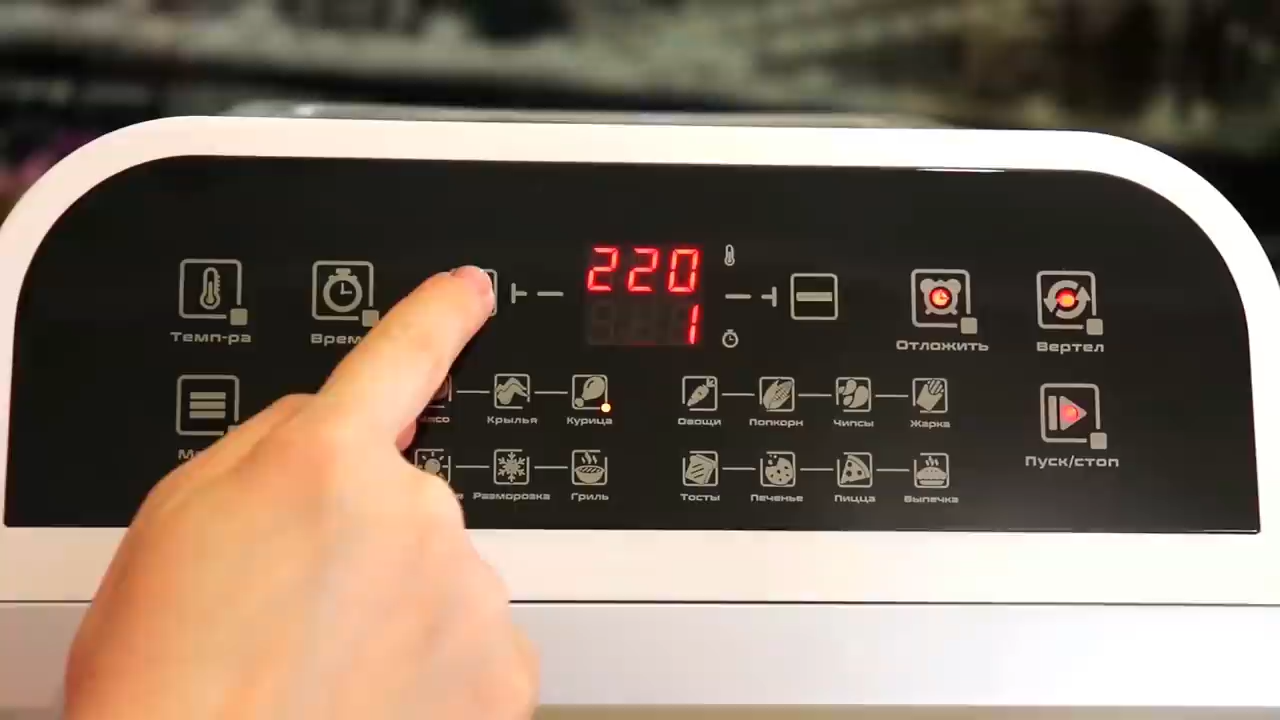 220
1
Темп-ра
Отложить
Вертел
Крылья
Курица
Овощи
Попкорн
Чипсы
Жарка
Пуск/стоп
Разморозка
Гриль
Тосты
Печенье
Пицца
Выпечка